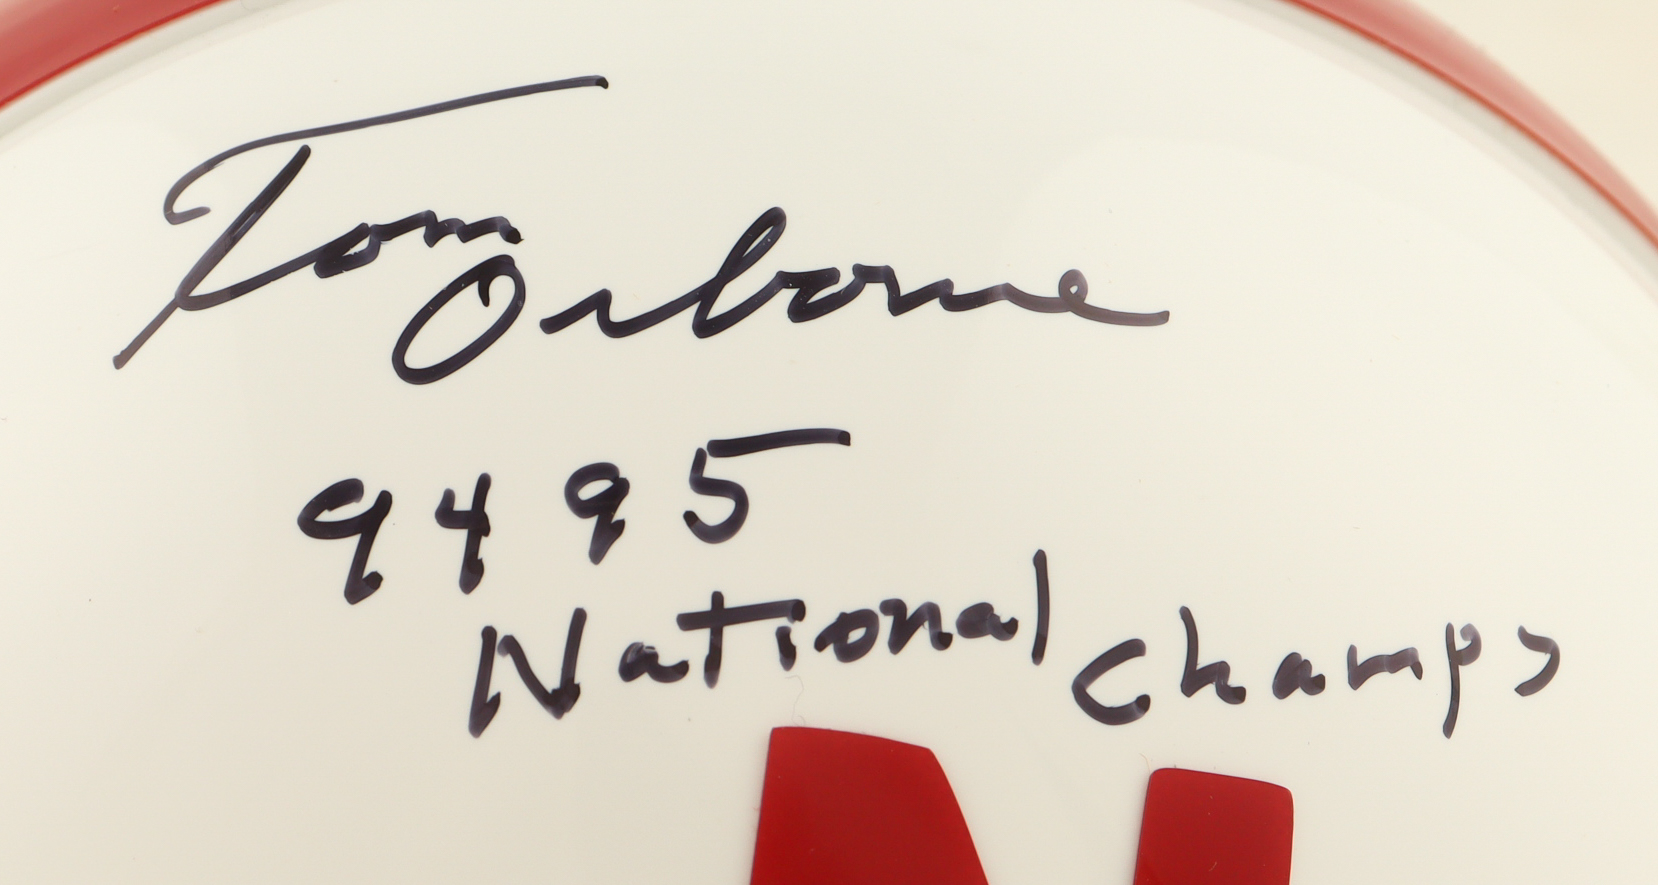 Tom
Osborne
94 95
National Champs
N